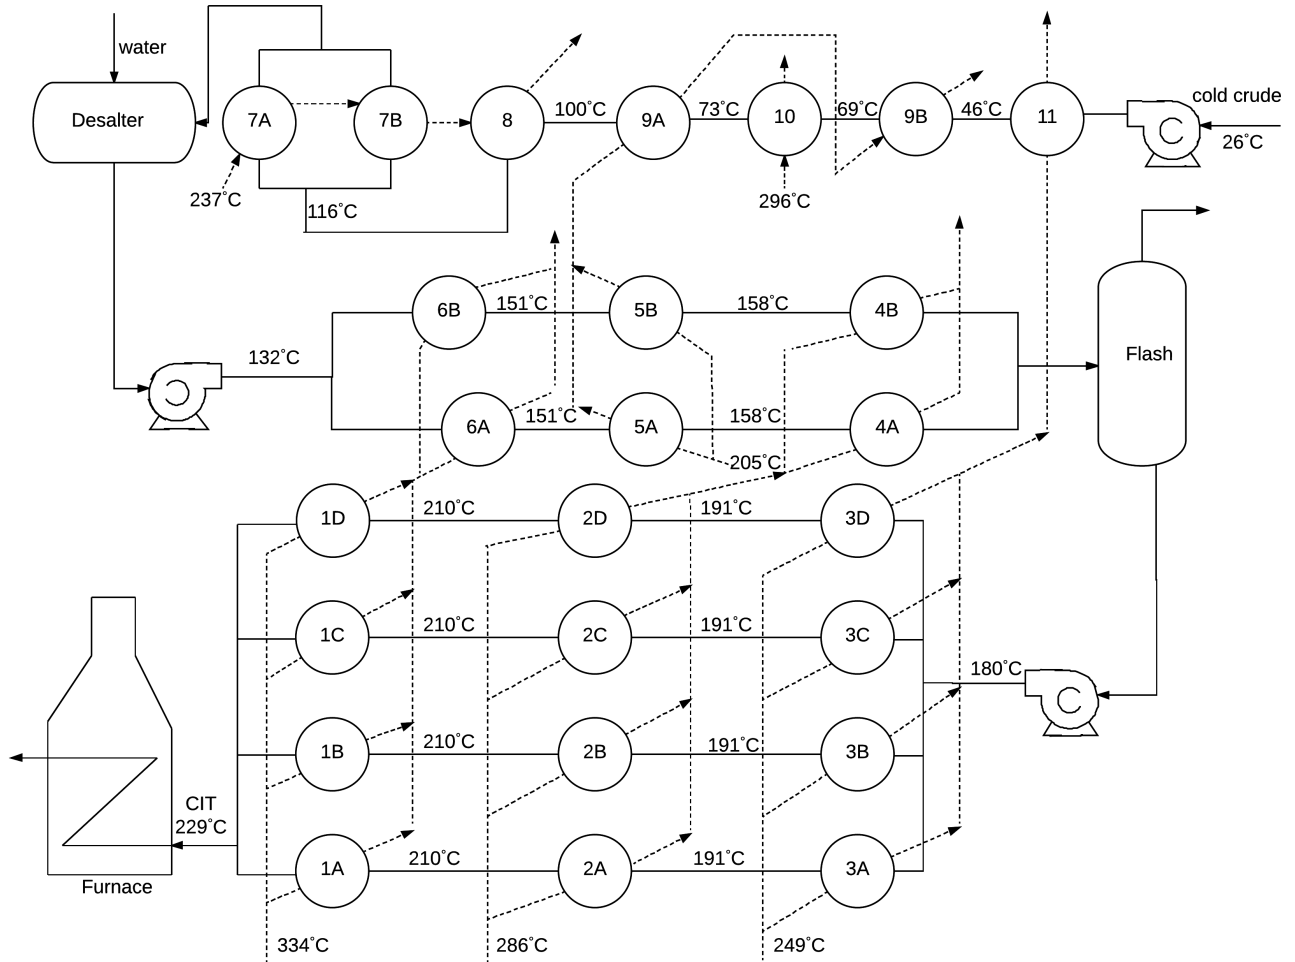 water
cold crude
Desalter
7A
7B
8
100˚C
9A
73˚C
10
69˚C
9B
46˚C
11
26˚C
237˚C
116˚C
296˚C
6B
151˚C
5B
158˚C
4B
132˚C
Flash
6A
151˚C
5A
158˚C
4A
205˚C
1D
210˚C
2D
191˚C
3D
1C
210˚C
2C
191˚C
3C
180˚C
1B
210˚C
2B
191˚C
3B
CIT
229˚C
1A
210˚C
2A
191˚C
3A
Furnace
334˚C
286˚C
249˚C